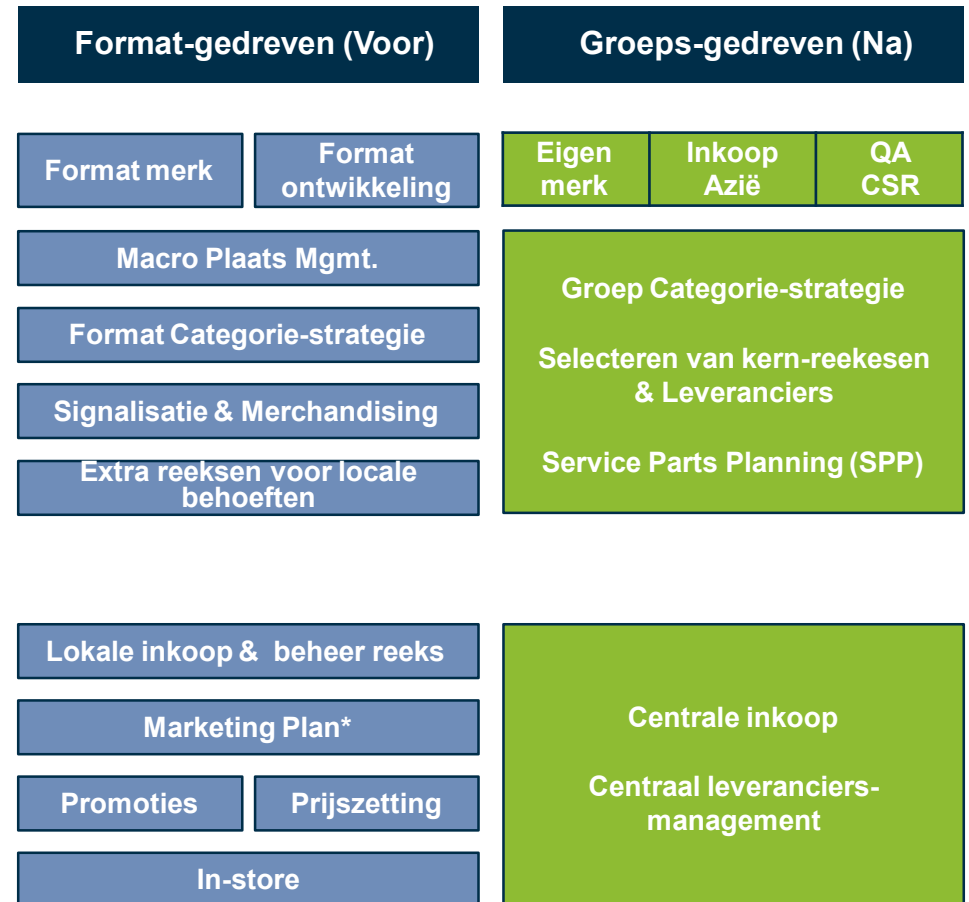 Format-gedreven (Voor)
Groeps-gedreven (Na)
Format merk
Format
ontwikkeling
Eigen
merk
Inkoop
Azië
QA
CSR
Macro Plaats Mgmt.
Format Categorie-strategie
Signalisatie & Merchandising
Extra reeksen voor locale
behoeften
Groep Categorie-strategie
Selecteren van kern-reekesen
& Leveranciers
Service Parts Planning (SPP)
Lokale inkoop & beheer reeks
Marketing Plan*
Promoties
Prijszetting
In-store
Centrale inkoop
Centraal leveranciers-
management